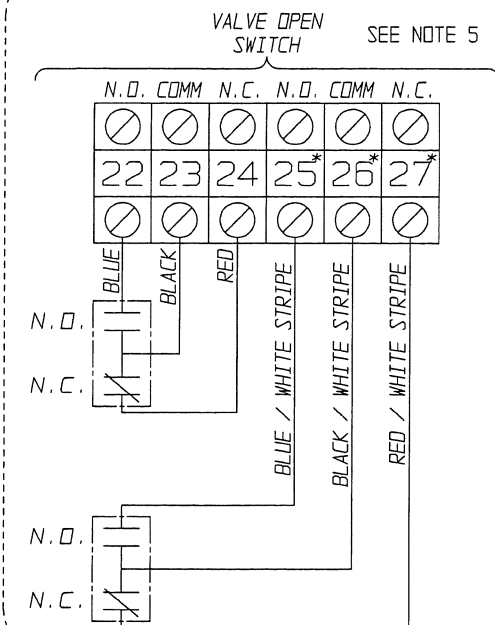 VALVE OPEN
SWITCH
SEE NOTE 5
N.O. COMM N.C. N.O. COMM N.C.
22 23 24 25* 26* 27*
BLUE
BLACK
RED
BLUE / WHITE STRIPE
BLACK / WHITE STRIPE
RED / WHITE STRIPE
N.O.
N.C.
N.O.
N.C.